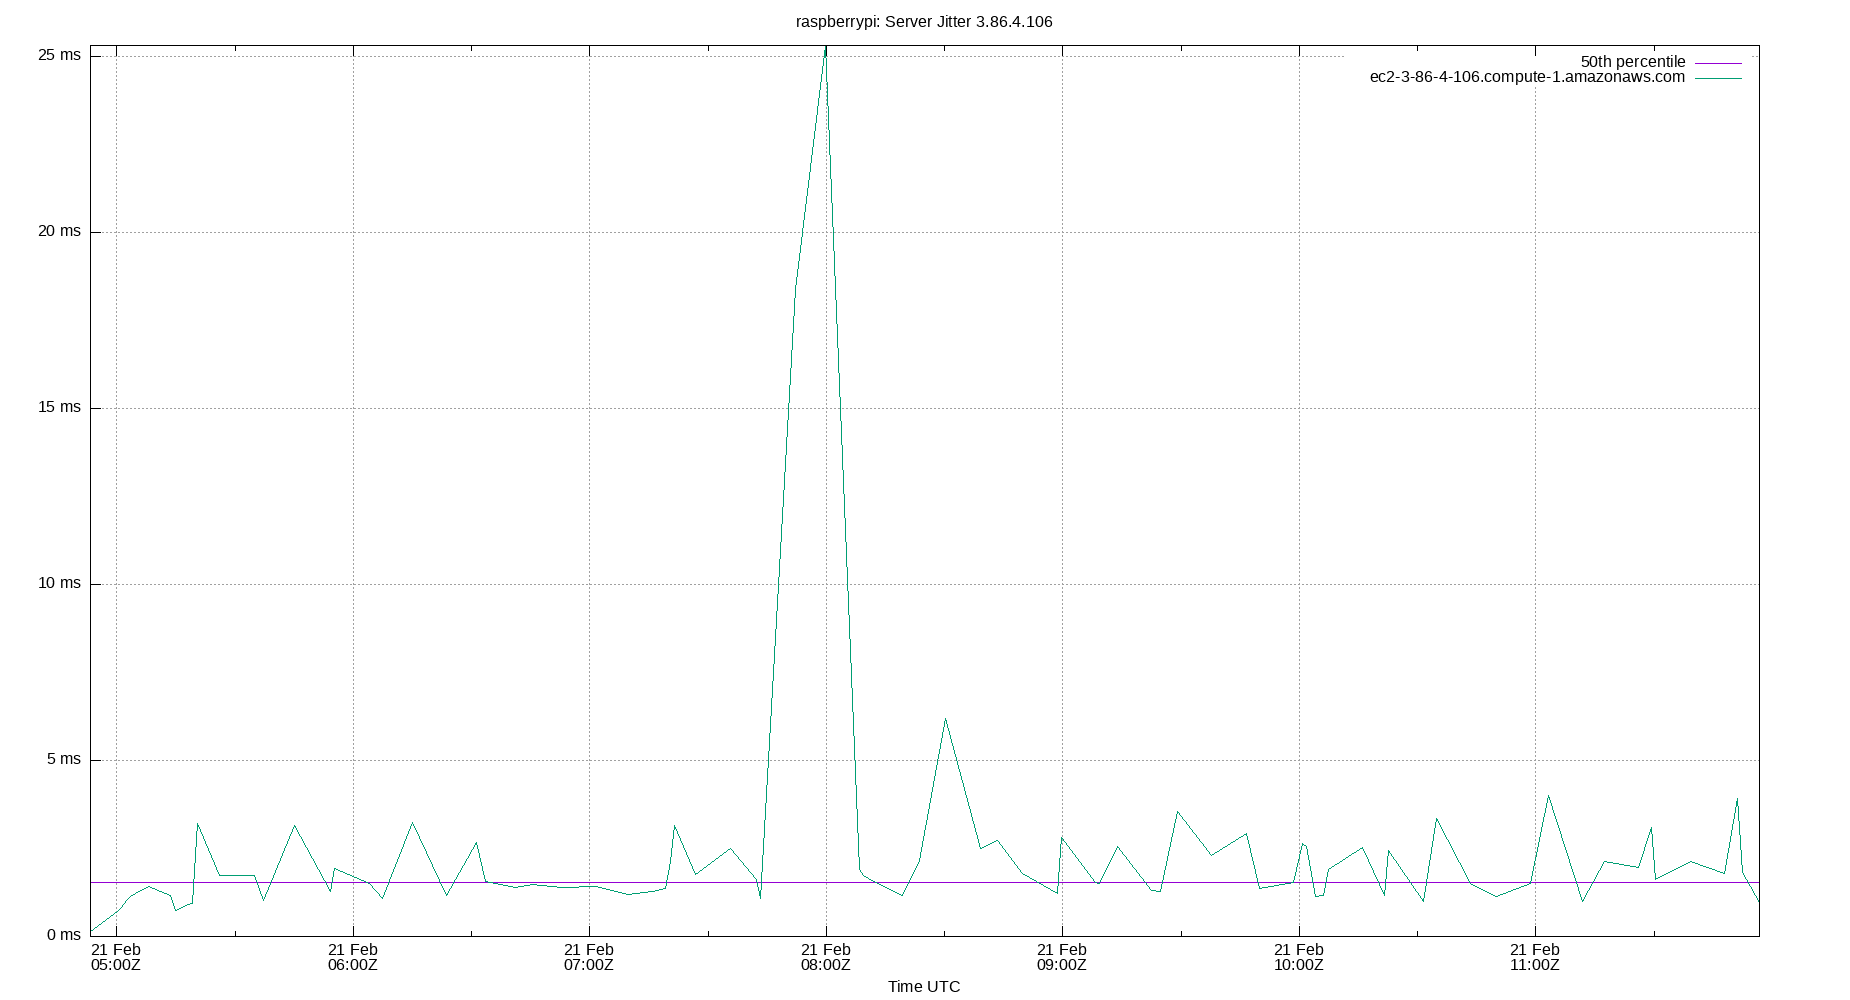 raspberrypi: Server Jitter 3.86.4.106
25 ms
20 ms
15 ms
10 ms
5 ms
0 ms
50th percentile
ec2-3-86-4-106.compute-1.amazonaws.com
21 Feb
05:00Z
21 Feb
06:00Z
21 Feb
07:00Z
21 Feb
08:00Z
21 Feb
09:00Z
21 Feb
10:00Z
21 Feb
11:00Z
Time UTC